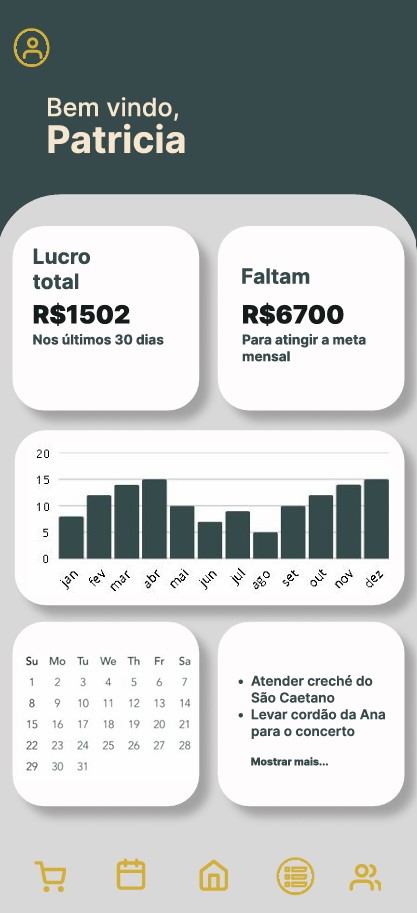 Bem vindo,
Patricia
Lucro
total
R$1502
Nos últimos 30 dias
Faltam
R$6700
Para atingir a meta
mensal
20
15
10
5
0
jan fev mar abr mai jun jul ago set out nov dez
Su Mo Tu We Th Fr Sa
1 2 3 4 5 6 7
8 9 10 11 12 13 14
15 16 17 18 19 20 21
22 23 24 25 26 27 28
29 30 31
• Atender creché do
São Caetano
• Levar cordão da Ana
para o concerto
Mostrar mais...